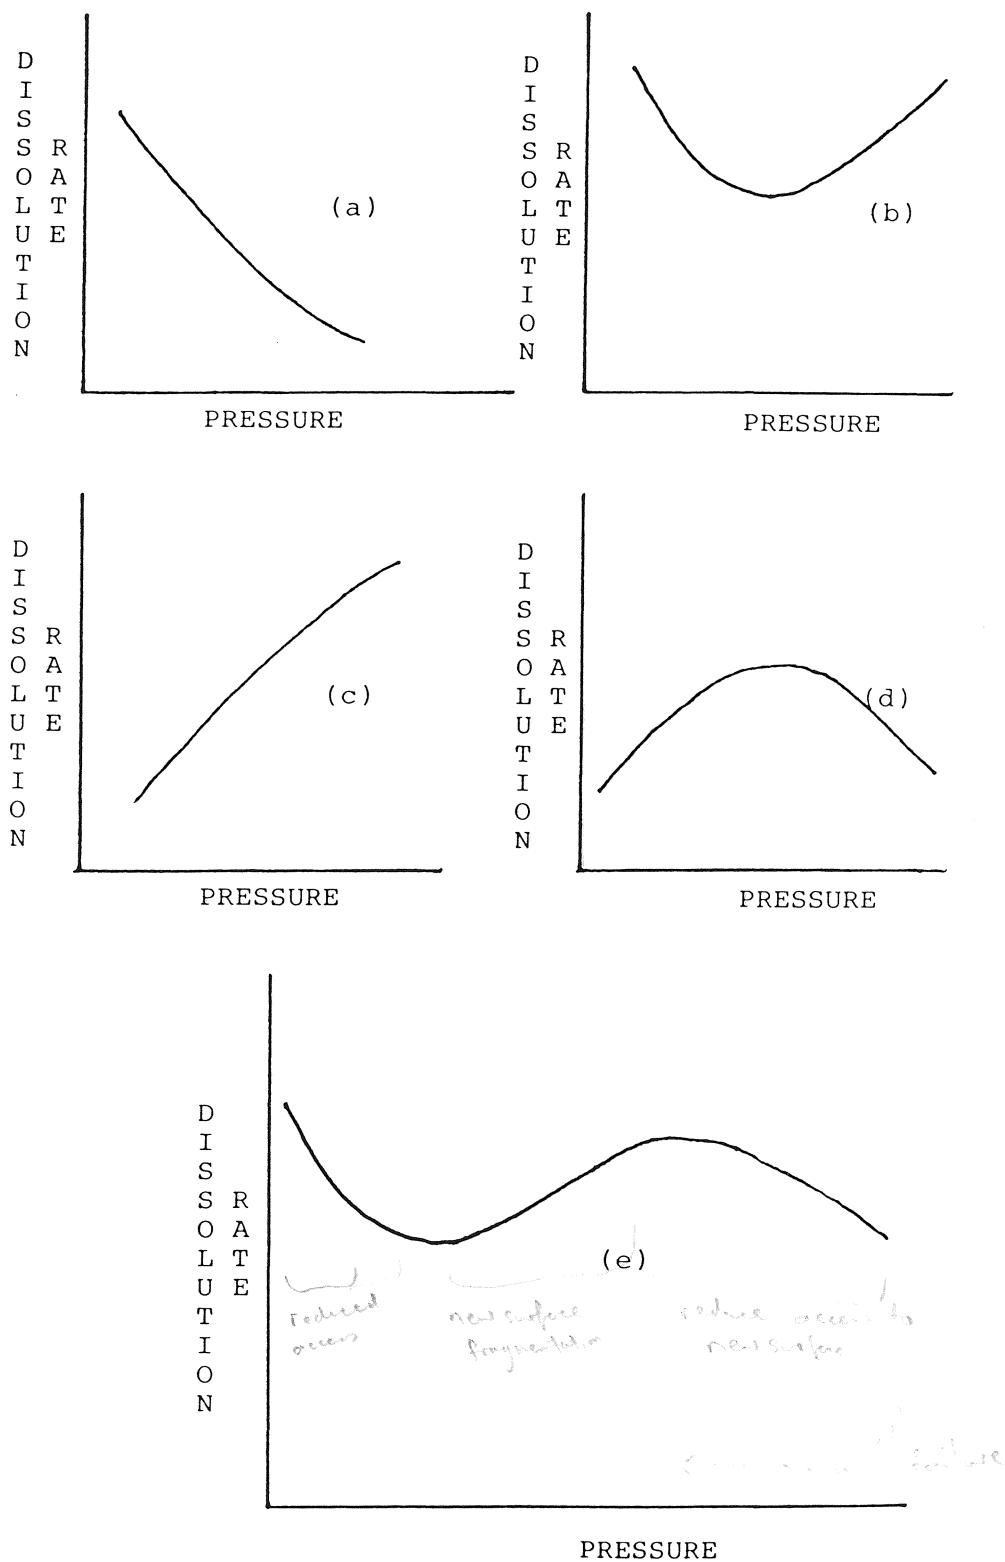 DISSOLUTION
RATE
(a)
PRESSURE
DISSOLUTION
RATE
(b)
PRESSURE
DISSOLUTION
RATE
(c)
PRESSURE
DISSOLUTION
RATE
(d)
PRESSURE
DISSOLUTION
RATE
(e)
reduced
access
new surface
fragmentation
reduce access to
new surface
PRESSURE